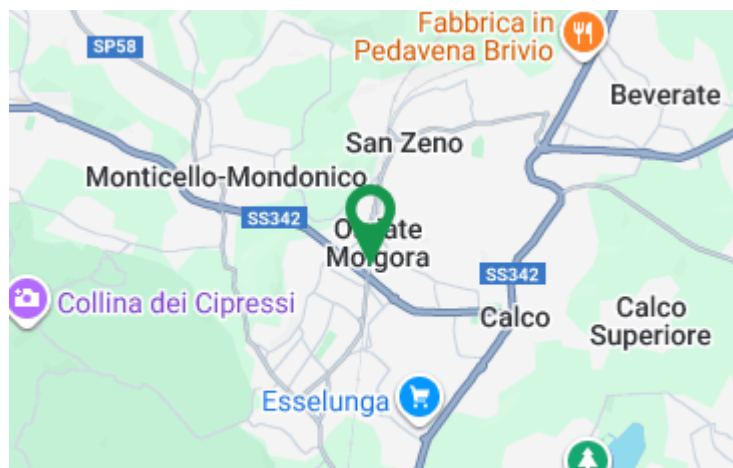 Fabbrica in
Pedavena Brivio
SP58
Beverate
San Zeno
Monticello-Mondonico
SS342
Molgora
SS342
Collina dei Cipressi
Calco
Calco
Superiore
Esselunga